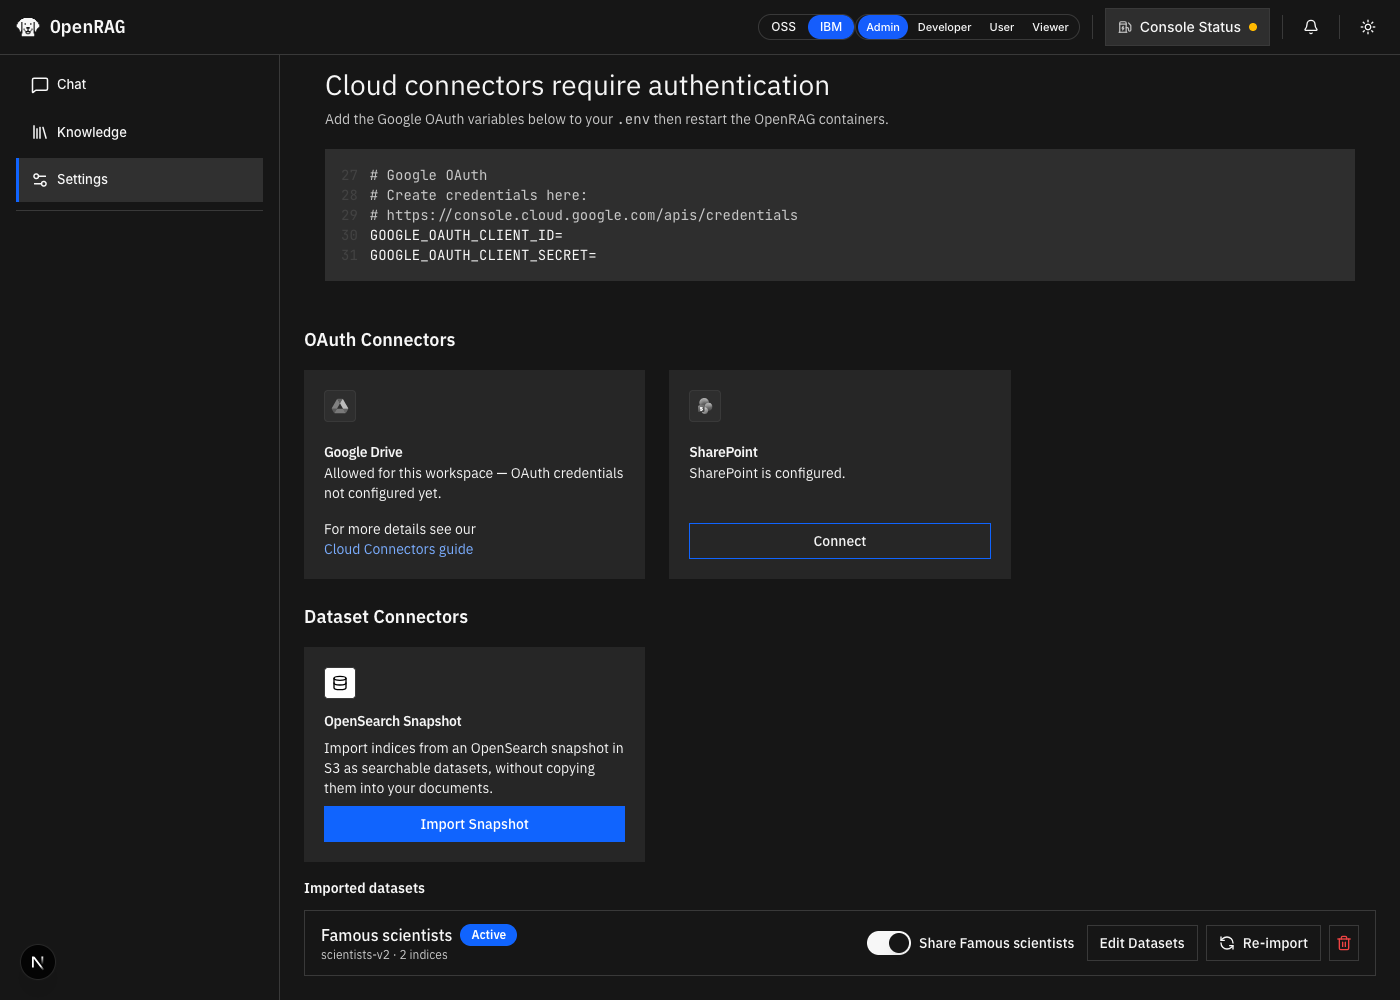 OpenRAG
OSS IBM Admin Developer User Viewer
Console Status
Chat
Knowledge
Settings
Cloud connectors require authentication
Add the Google OAuth variables below to your .env then restart the OpenRAG containers.
27 # Google OAuth
28 # Create credentials here:
29 # https://console.cloud.google.com/apis/credentials
30 GOOGLE_OAUTH_CLIENT_ID=
31 GOOGLE_OAUTH_CLIENT_SECRET=
OAuth Connectors
Google Drive
Allowed for this workspace — OAuth credentials
not configured yet.
For more details see our
Cloud Connectors guide
SharePoint
SharePoint is configured.
Connect
Dataset Connectors
OpenSearch Snapshot
Import indices from an OpenSearch snapshot in
S3 as searchable datasets, without copying
them into your documents.
Import Snapshot
Imported datasets
Famous scientists Active
scientists-v2 · 2 indices
Share Famous scientists
Edit Datasets
Re-import
N